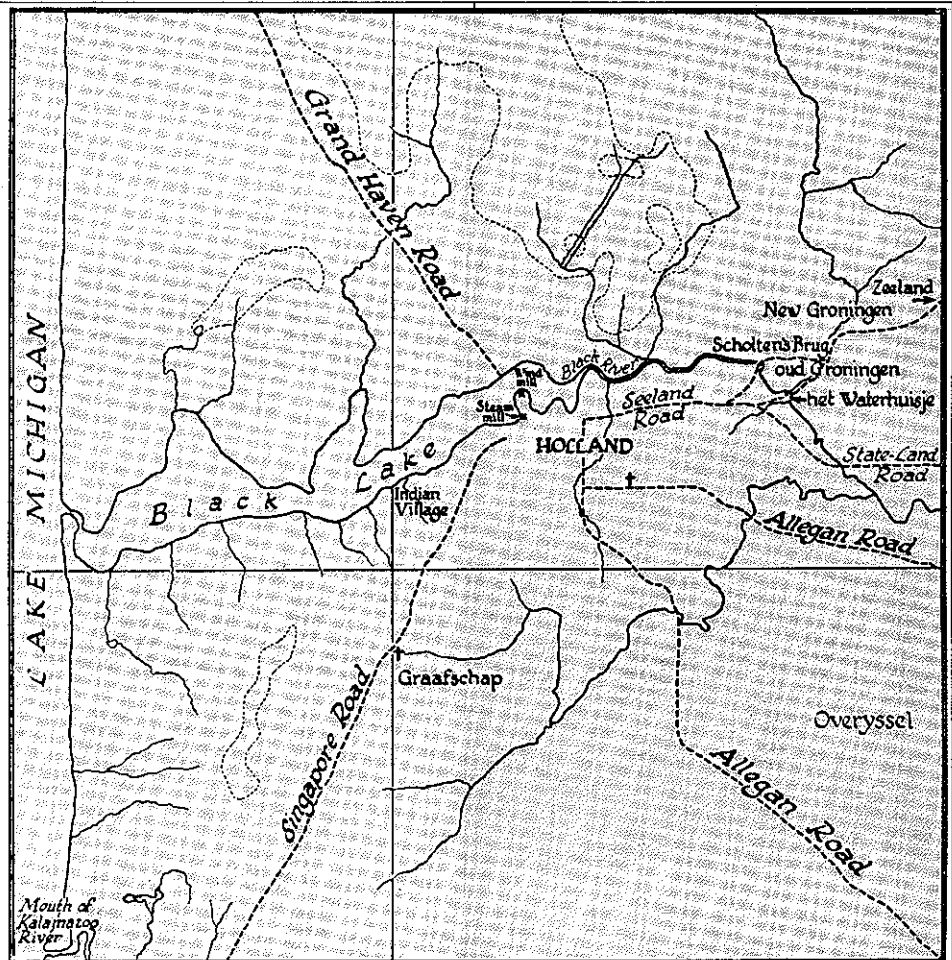 Grand Haven Road
LAKE MICHIGAN
Zeeland
New Groningen
Scholten's Brug
oud Groningen
Black River
Wind
mill
Steam
mill
Seeland
Road
het Waterhuisje
HOLLAND
State-Land
Road
Black Lake
Indian
Village
Allegan Road
Graafschap
Singapore Road
Overyssel
Allegan Road
Mouth of
Kalamazoo
River